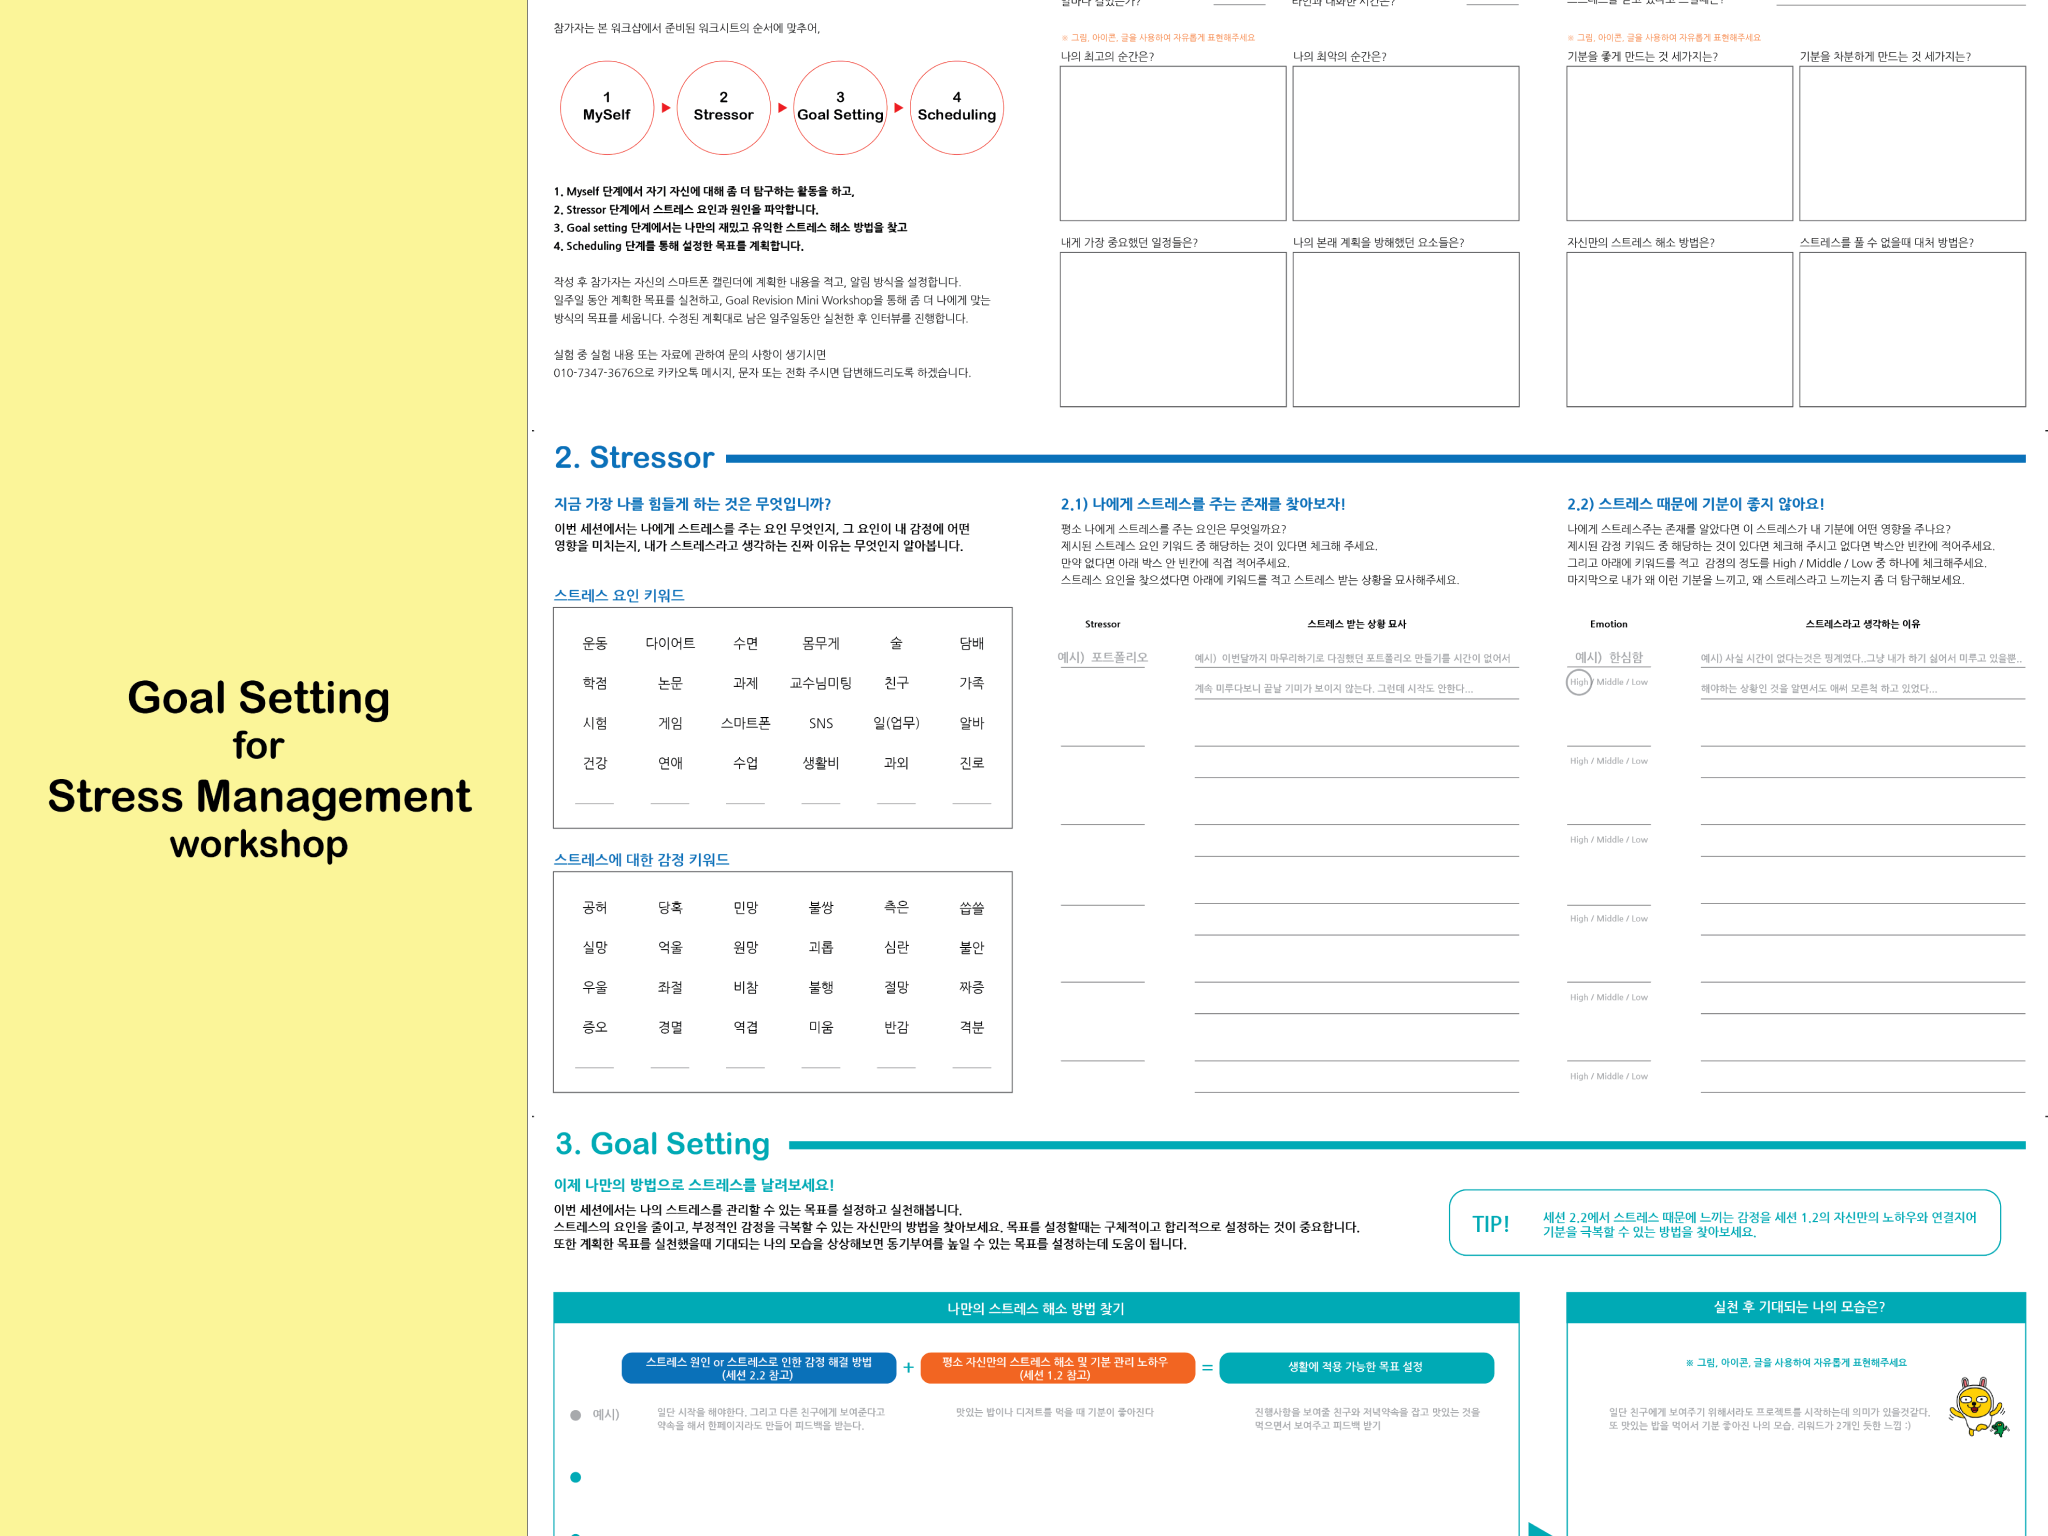 Goal Setting
for
Stress Management
workshop
참가자는 본 워크샵에서 준비된 워크시트의 순서에 맞추어,
1
MySelf
2
Stressor
3
Goal Setting
4
Scheduling
1. Myself 단계에서 자기 자신에 대해 좀 더 탐구하는 활동을 하고,
2. Stressor 단계에서 스트레스 요인과 원인을 파악합니다.
3. Goal setting 단계에서는 나만의 재밌고 유익한 스트레스 해소 방법을 찾고
4. Scheduling 단계를 통해 설정한 목표를 계획합니다.
작성 후 참가자는 자신의 스마트폰 캘린더에 계획한 내용을 적고, 알림 방식을 설정합니다.
일주일 동안 계획한 목표를 실천하고, Goal Revision Mini Workshop을 통해 좀 더 나에게 맞는
방식의 목표를 세웁니다. 수정된 계획대로 남은 일주일동안 실천한 후 인터뷰를 진행합니다.
실험 중 실험 내용 또는 자료에 관하여 문의 사항이 생기시면
010-7347-3676으로 카카오톡 메시지, 문자 또는 전화 주시면 답변해드리도록 하겠습니다.
※ 그림, 아이콘, 글을 사용하여 자유롭게 표현해주세요
나의 최고의 순간은?
나의 최악의 순간은?
내게 가장 중요했던 일정들은?
나의 본래 계획을 방해했던 요소들은?
※ 그림, 아이콘, 글을 사용하여 자유롭게 표현해주세요
기분을 좋게 만드는 것 세가지는?
기분을 차분하게 만드는 것 세가지는?
자신만의 스트레스 해소 방법은?
스트레스를 풀 수 없을때 대처 방법은?
2. Stressor
지금 가장 나를 힘들게 하는 것은 무엇입니까?
이번 세션에서는 나에게 스트레스를 주는 요인 무엇인지, 그 요인이 내 감정에 어떤
영향을 미치는지, 내가 스트레스라고 생각하는 진짜 이유는 무엇인지 알아봅니다.
스트레스 요인 키워드
운동 다이어트 수면 몸무게 술 담배
학점 논문 과제 교수님미팅 친구 가족
시험 게임 스마트폰 SNS 일(업무) 알바
건강 연애 수업 생활비 과외 진로
스트레스에 대한 감정 키워드
공허 당혹 민망 불쌍 측은 씁쓸
실망 억울 원망 괴롭 심란 불안
우울 좌절 비참 불행 절망 짜증
증오 경멸 역겹 미움 반감 격분
2.1) 나에게 스트레스를 주는 존재를 찾아보자!
평소 나에게 스트레스를 주는 요인은 무엇일까요?
제시된 스트레스 요인 키워드 중 해당하는 것이 있다면 체크해 주세요.
만약 없다면 아래 박스 안 빈칸에 직접 적어주세요.
스트레스 요인을 찾으셨다면 아래에 키워드를 적고 스트레스 받는 상황을 묘사해주세요.
Stressor 스트레스 받는 상황 묘사
예시) 포트폴리오 예시) 이번달까지 마무리하기로 다짐했던 포트폴리오 만들기를 시간이 없어서
계속 미루다보니 끝날 기미가 보이지 않는다. 그런데 시작도 안한다...
2.2) 스트레스 때문에 기분이 좋지 않아요!
나에게 스트레스주는 존재를 알았다면 이 스트레스가 내 기분에 어떤 영향을 주나요?
제시된 감정 키워드 중 해당하는 것이 있다면 체크해 주시고 없다면 박스안 빈칸에 적어주세요.
그리고 아래에 키워드를 적고 감정의 정도를 High / Middle / Low 중 하나에 체크해주세요.
마지막으로 내가 왜 이런 기분을 느끼고, 왜 스트레스라고 느끼는지 좀 더 탐구해보세요.
Emotion 스트레스라고 생각하는 이유
예시) 한심함 예시) 사실 시간이 없다는것은 핑계였다..그냥 내가 하기 싫어서 미루고 있을뿐..
High / Middle / Low 해야하는 상황인 것을 알면서도 애써 모른척 하고 있었다...
High / Middle / Low
High / Middle / Low
High / Middle / Low
High / Middle / Low
High / Middle / Low
3. Goal Setting
이제 나만의 방법으로 스트레스를 날려보세요!
이번 세션에서는 나의 스트레스를 관리할 수 있는 목표를 설정하고 실천해봅니다.
스트레스의 요인을 줄이고, 부정적인 감정을 극복할 수 있는 자신만의 방법을 찾아보세요. 목표를 설정할때는 구체적이고 합리적으로 설정하는 것이 중요합니다.
또한 계획한 목표를 실천했을때 기대되는 나의 모습을 상상해보면 동기부여를 높일 수 있는 목표를 설정하는데 도움이 됩니다.
TIP!
세션 2.2에서 스트레스 때문에 느끼는 감정을 세션 1.2의 자신만의 노하우와 연결지어
기분을 극복할 수 있는 방법을 찾아보세요.
나만의 스트레스 해소 방법 찾기
스트레스 원인 or 스트레스로 인한 감정 해결 방법
(세션 2.2 참고)
+
평소 자신만의 스트레스 해소 및 기분 관리 노하우
(세션 1.2 참고)
=
생활에 적용 가능한 목표 설정
예시)
일단 시작을 해야한다. 그리고 다른 친구에게 보여준다고
약속을 해서 한페이지라도 만들어 피드백을 받는다.
맛있는 밥이나 디저트를 먹을 때 기분이 좋아진다
진행사항을 보여줄 친구와 저녁약속을 잡고 맛있는 것을
먹으면서 보여주고 피드백 받기
실천 후 기대되는 나의 모습은?
※ 그림, 아이콘, 글을 사용하여 자유롭게 표현해주세요
일단 친구에게 보여주기 위해서라도 프로젝트를 시작하는데 의미가 있을것같다.
또 맛있는 밥을 먹어서 기분 좋아진 나의 모습. 리워드가 2개인 듯한 느낌 :)